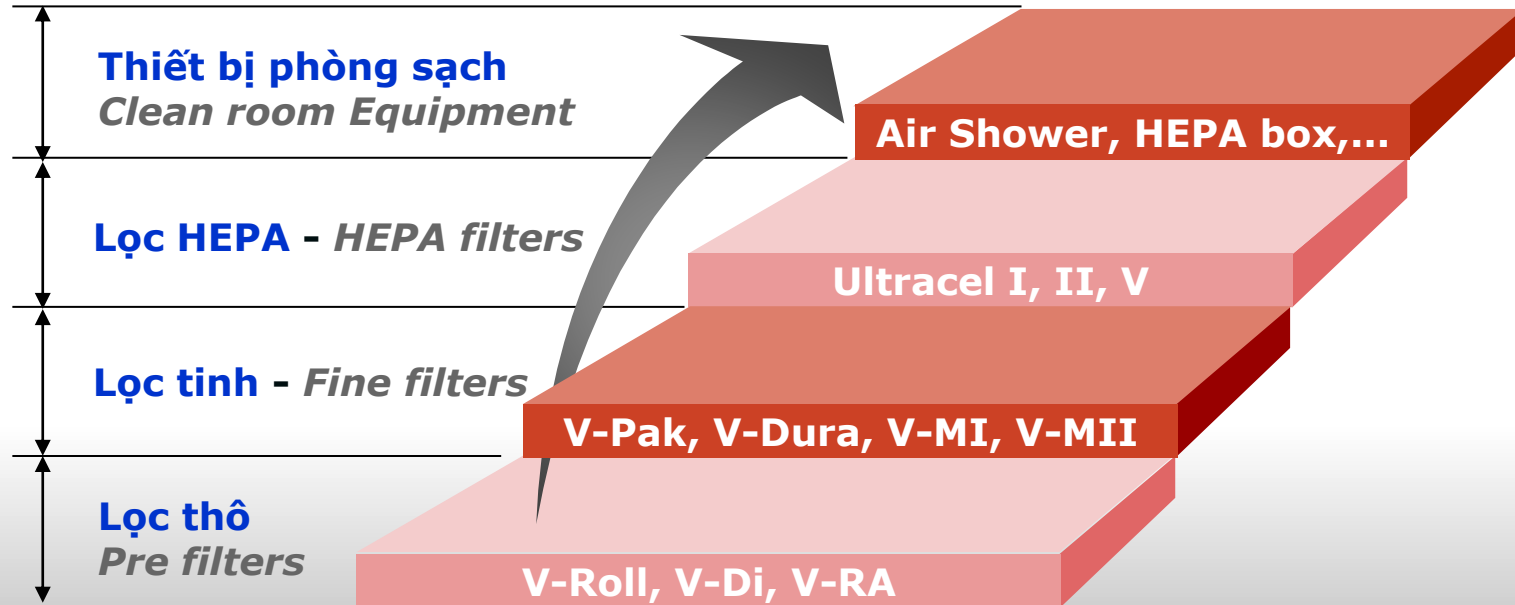 Thiết bị phòng sạch
Clean room Equipment
Air Shower, HEPA box,...
Lọc HEPA - HEPA filters
Ultracel I, II, V
Lọc tinh - Fine filters
V-Pak, V-Dura, V-MI, V-MII
Lọc thô
Pre filters
V-Roll, V-Di, V-RA